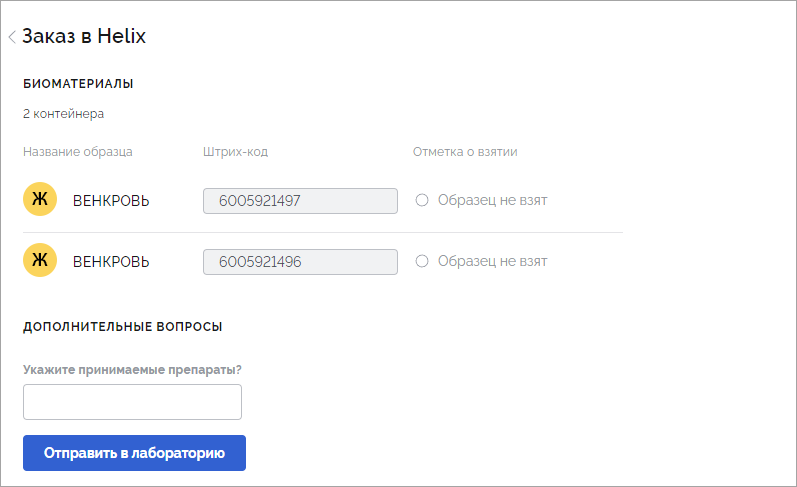 Заказ в Helix
БИОМАТЕРИАЛЫ
2 контейнера
Название образца Штрих-код Отметка о взятии
Ж ВЕНКРОВЬ 6005921497 Образец не взят
Ж ВЕНКРОВЬ 6005921496 Образец не взят
ДОПОЛНИТЕЛЬНЫЕ ВОПРОСЫ
Укажите принимаемые препараты?
Отправить в лабораторию